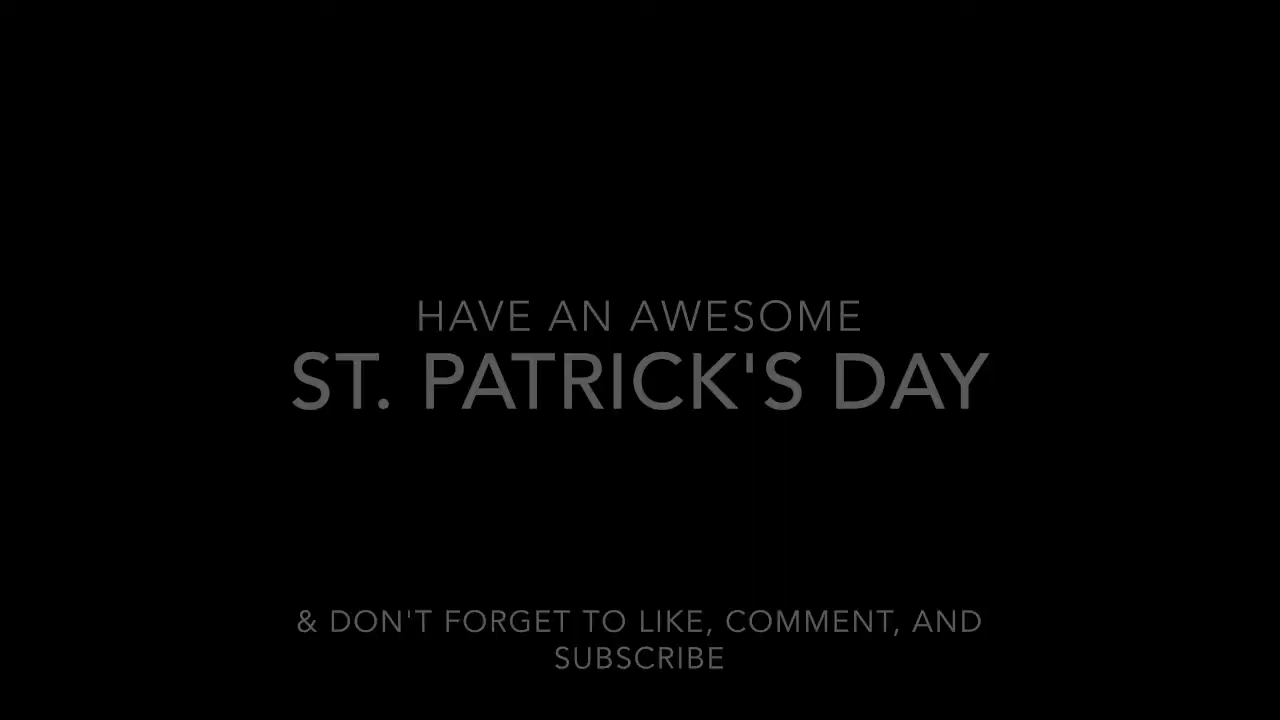 HAVE AN AWESOME
ST. PATRICK'S DAY
& DON'T FORGET TO LIKE, COMMENT, AND
SUBSCRIBE